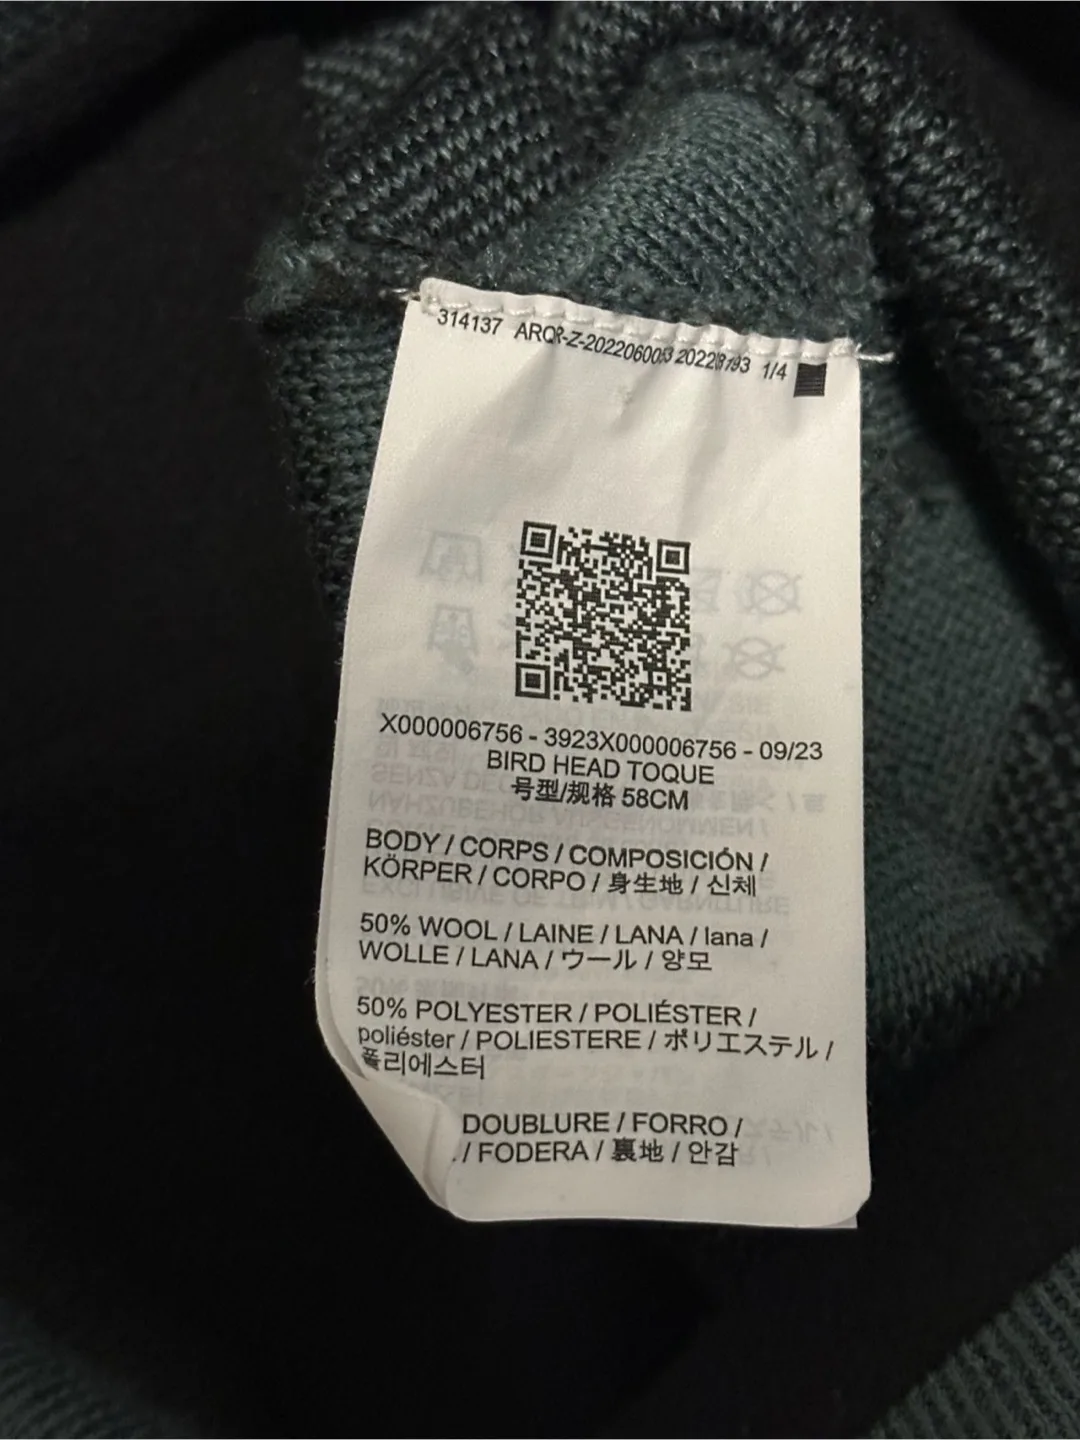 314137 ARQR-Z-2022060 1/4
X000006756 - 3923X000006756 - 09/23
BIRD HEAD TOQUE
号型/规格 58CM
BODY / CORPS / COMPOSICIÓN /
KÖRPER / CORPO / 身生地 / 신체
50% WOOL / LAINE / LANA / lana /
WOLLE / LANA / ウール / 양모
50% POLYESTER / POLIÉSTER /
poliéster / POLIESTERE / ポリエステル /
폴리에스터
DOUBLURE / FORRO /
/ FODERA / 裏地 / 안감